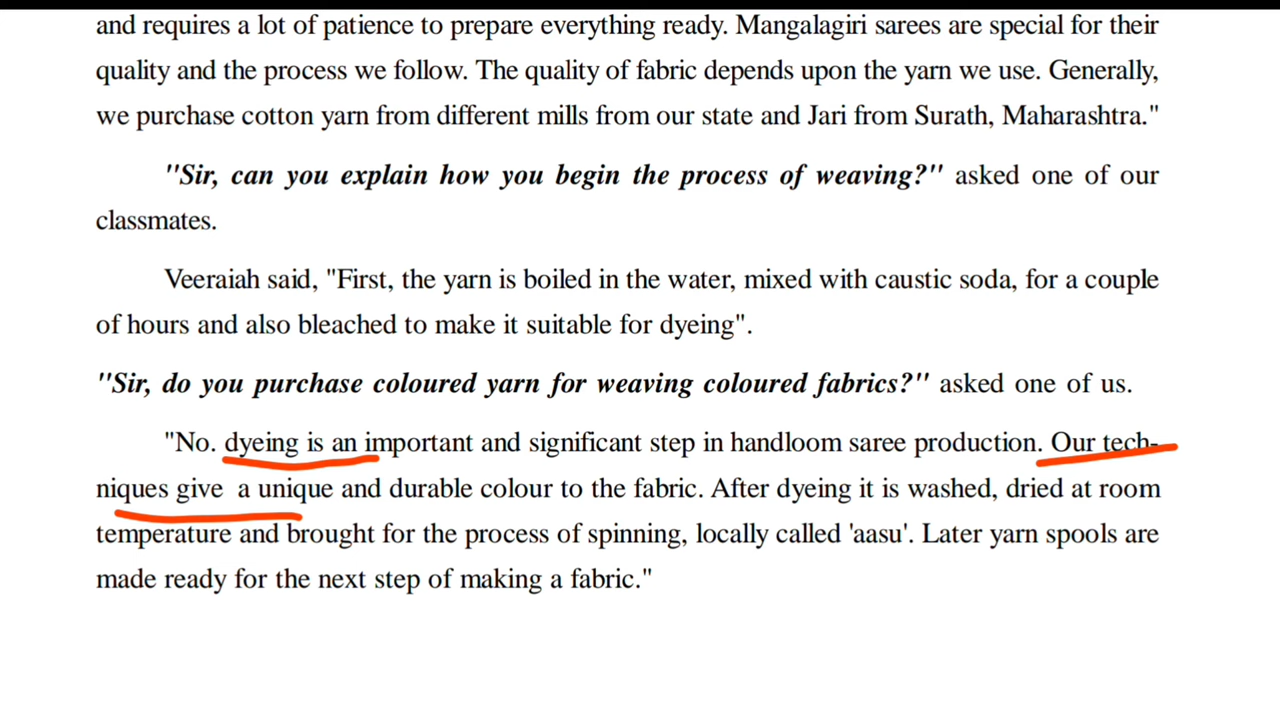 and requires a lot of patience to prepare everything ready. Mangalagiri sarees are special for their
quality and the process we follow. The quality of fabric depends upon the yarn we use. Generally,
we purchase cotton yarn from different mills from our state and Jari from Surath, Maharashtra."
"Sir, can you explain how you begin the process of weaving?" asked one of our
classmates.
Veeraiah said, "First, the yarn is boiled in the water, mixed with caustic soda, for a couple
of hours and also bleached to make it suitable for dyeing".
"Sir, do you purchase coloured yarn for weaving coloured fabrics?" asked one of us.
"No. dyeing is an important and significant step in handloom saree production. Our tech-
niques give a unique and durable colour to the fabric. After dyeing it is washed, dried at room
temperature and brought for the process of spinning, locally called 'aasu'. Later yarn spools are
made ready for the next step of making a fabric."